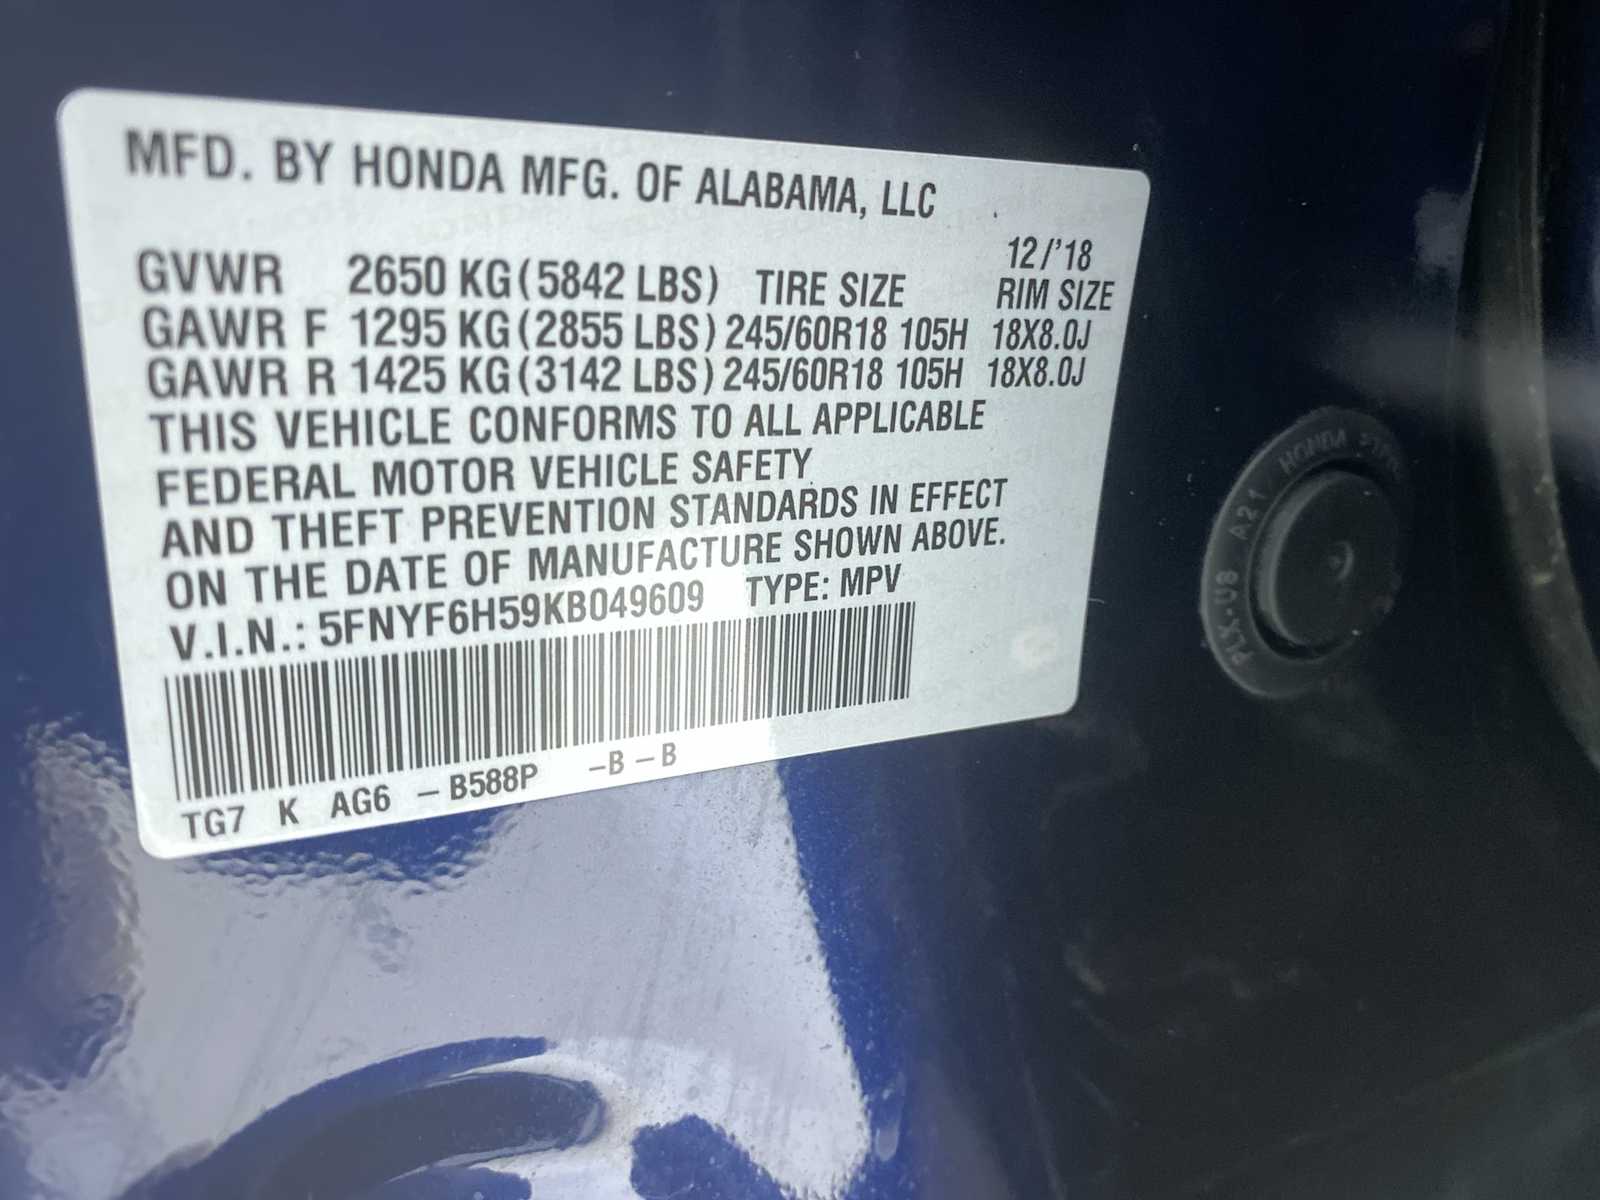 MFD. BY HONDA MFG. OF ALABAMA, LLC
12/'18
GVWR 2650 KG (5842 LBS) TIRE SIZE RIM SIZE
GAWR F 1295 KG (2855 LBS) 245/60R18 105H 18X8.0J
GAWR R 1425 KG (3142 LBS) 245/60R18 105H 18X8.0J
THIS VEHICLE CONFORMS TO ALL APPLICABLE
FEDERAL MOTOR VEHICLE SAFETY
AND THEFT PREVENTION STANDARDS IN EFFECT
ON THE DATE OF MANUFACTURE SHOWN ABOVE.
V.I.N.: 5FNYF6H59KB049609 TYPE: MPV
TG7 K AG6 – B588P –B – B
HONDA
A21